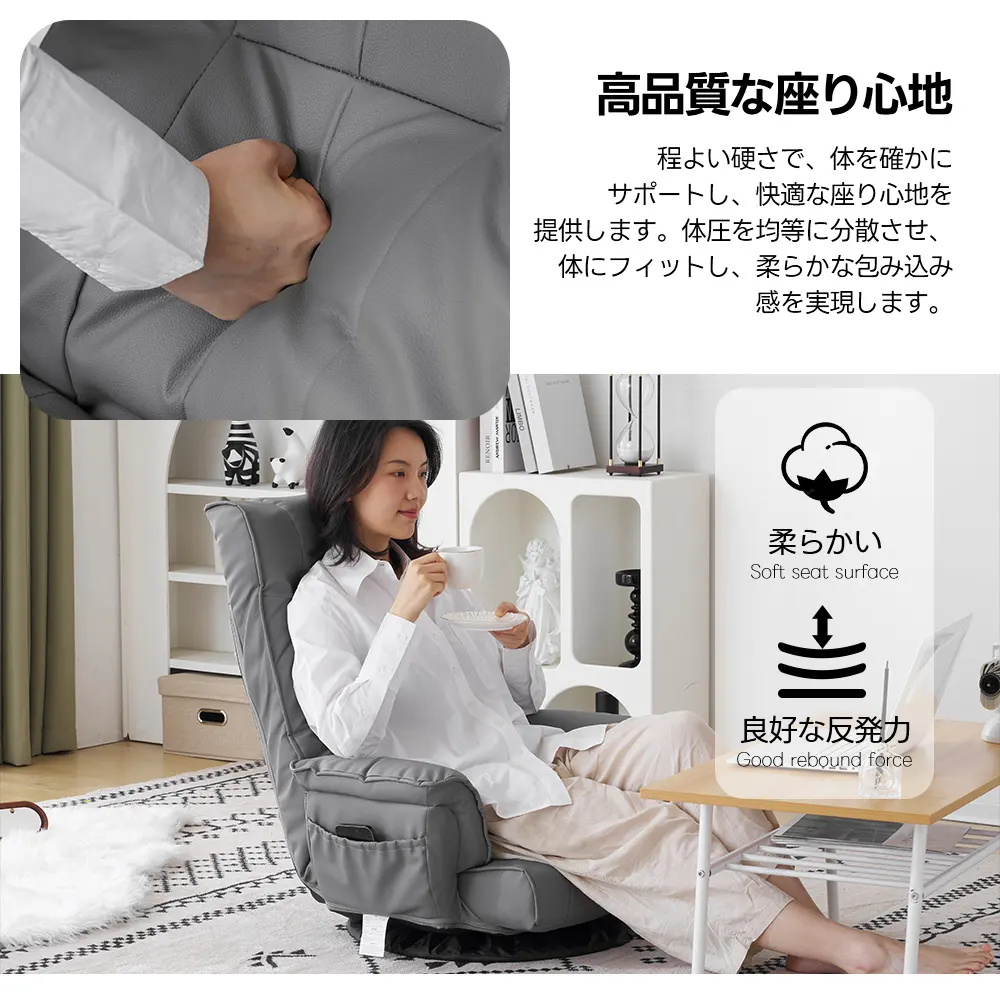 高品質な座り心地
程よい硬さで、体を確かに
サポートし、快適な座り心地を
提供します。体圧を均等に分散させ、
体にフィットし、柔らかな包み込み
感を実現します。
RENOIR
ANDREW MARTIN
LIMBO
柔らかい
Soft seat surface
良好な反発力
Good rebound force